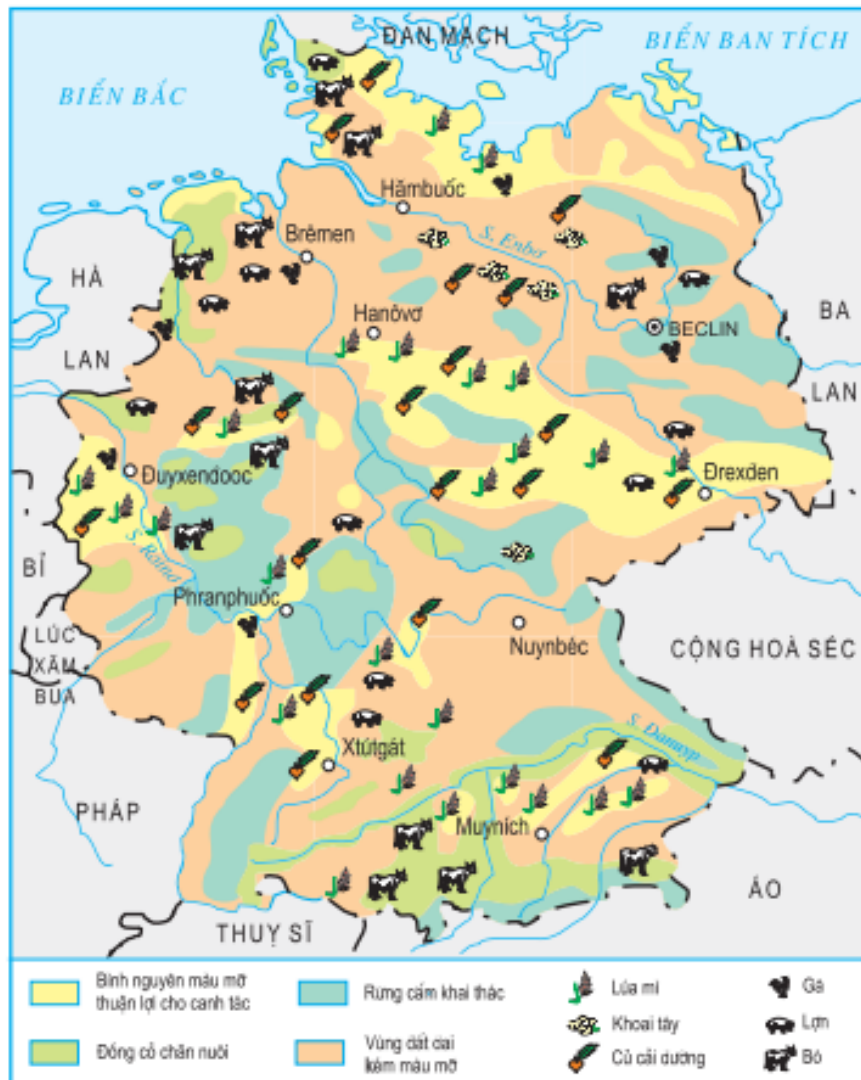 ĐAN MẠCH
BIỂN BAN TÍCH
BIỂN BẮC
Hămbuốc
S. Enbơ
Brêmen
HÀ
LAN
Hanôvơ
BECLIN
BA
LAN
Đuyxendooc
Đrexđen
S. Rainơ
BỈ
Phranphuốc
Nuynbéc
LÚC
XĂM
BUA
CỘNG HOÀ SÉC
Xtútgát
S. Đanuyp
PHÁP
Muyních
ÁO
THUỴ SĨ
Bình nguyên màu mỡ
thuận lợi cho canh tác
Rừng cấm khai thác
Lúa mì
Gà
Khoai tây
Lợn
Đồng cỏ chăn nuôi
Vùng đất đai
kém màu mỡ
Củ cải đường
Bò